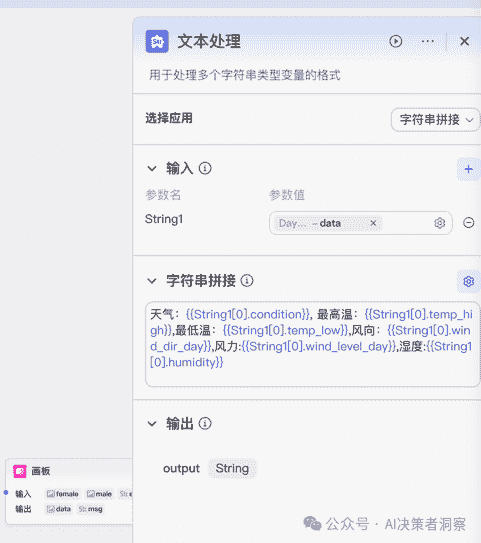 文本处理
用于处理多个字符串类型变量的格式
选择应用
字符串拼接
输入
参数名 参数值
String1 Day... – data
字符串拼接
天气：{{String1[0].condition}}, 最高温：{{String1[0].temp_hi
gh}},最低温：{{String1[0].temp_low}},风向：{{String1[0].win
d_dir_day}},风力:{{String1[0].wind_level_day}},湿度:{{String1
[0].humidity}}
输出
output String
画板
输入 female male Str
输出 data Str. msg
公众号 · AI决策者洞察